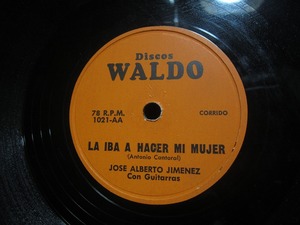 Discos
WALDO
78 R.P.M.
1021-AA
CORRIDO
LA IBA A HACER MI MUJER
(Antonio Cantoral)
JOSE ALBERTO JIMENEZ
Con Guitarras